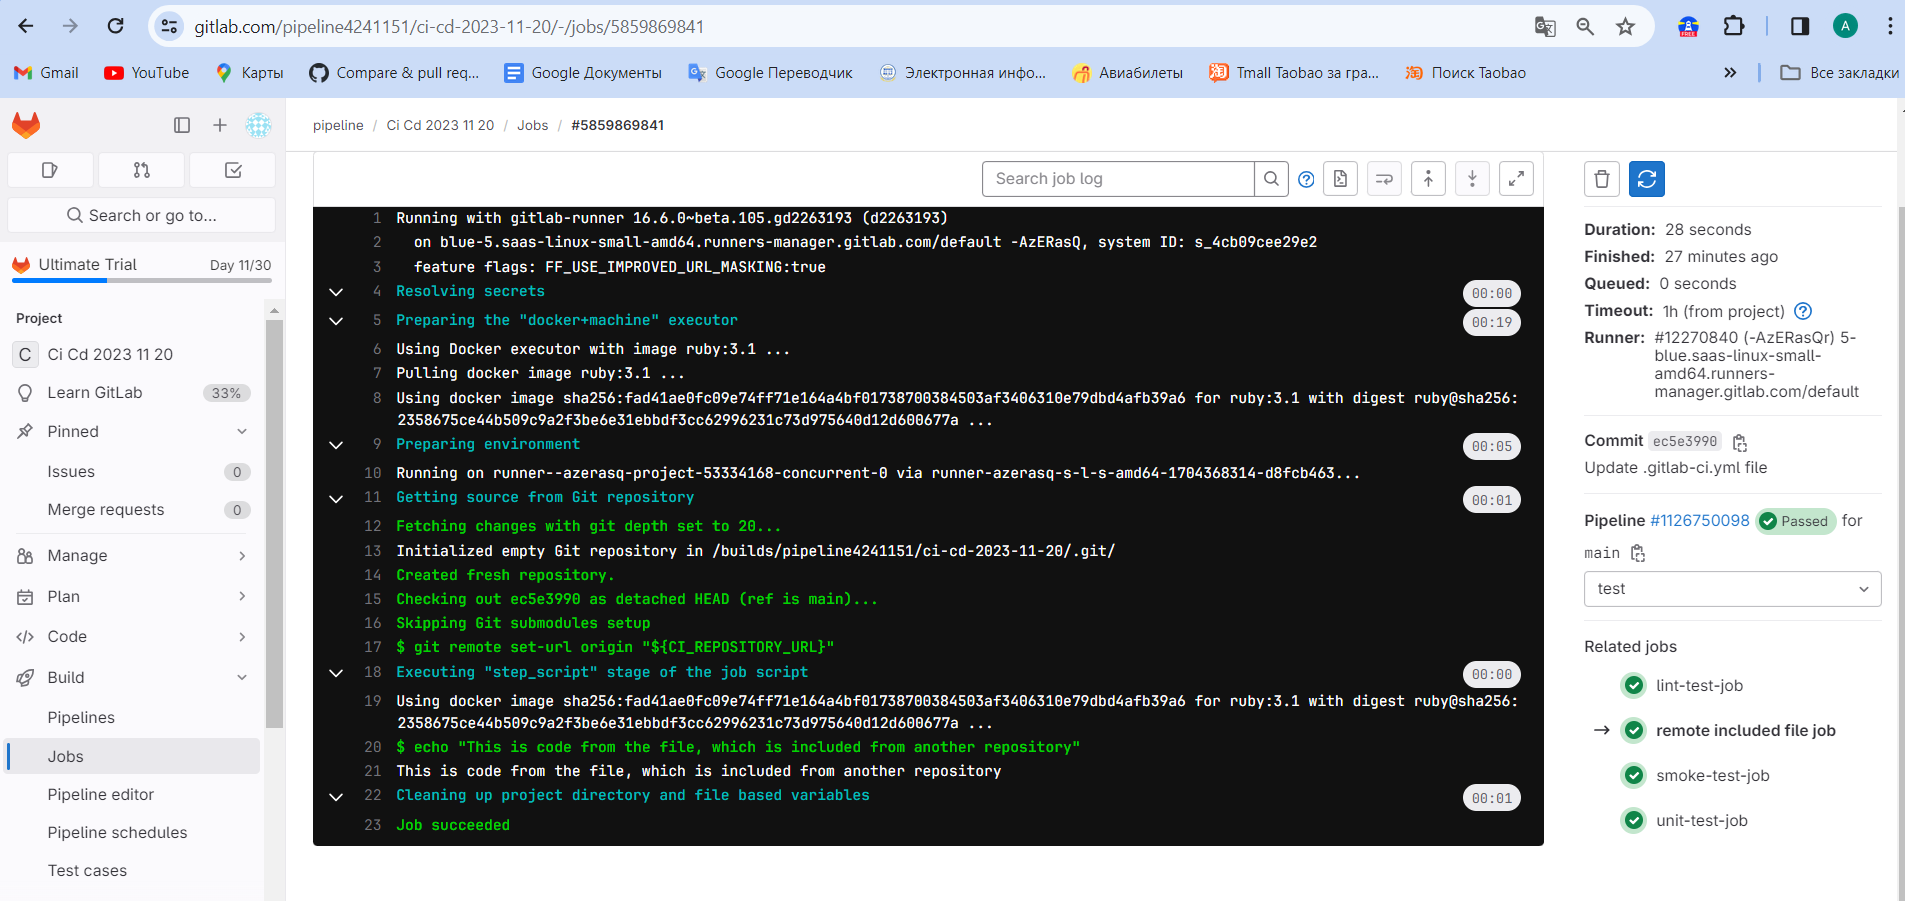 gitlab.com/pipeline4241151/ci-cd-2023-11-20/-/jobs/5859869841
A
Gmail
YouTube
Карты
Compare & pull req...
Google Документы
Google Переводчик
Электронная инфо...
Авиабилеты
Tmall Taobao за гра...
Поиск Taobao
Все закладки
pipeline / Ci Cd 2023 11 20 / Jobs / #5859869841
Search or go to...
Ultimate Trial
Day 11/30
Project
C Ci Cd 2023 11 20
Learn GitLab 33%
Pinned
Issues 0
Merge requests 0
Manage
Plan
Code
Build
Pipelines
Jobs
Pipeline editor
Pipeline schedules
Test cases
Search job log
1 Running with gitlab-runner 16.6.0~beta.105.gd2263193 (d2263193)
2 on blue-5.saas-linux-small-amd64.runners-manager.gitlab.com/default -AzERasQ, system ID: s_4cb09cee29e2
3 feature flags: FF_USE_IMPROVED_URL_MASKING:true
4 Resolving secrets 00:00
5 Preparing the "docker+machine" executor 00:19
6 Using Docker executor with image ruby:3.1 ...
7 Pulling docker image ruby:3.1 ...
8 Using docker image sha256:fad41ae0fc09e74ff71e164a4bf01738700384503af3406310e79dbd4afb39a6 for ruby:3.1 with digest ruby@sha256:
2358675ce44b509c9a2f3be6e31ebbdf3cc62996231c73d975640d12d600677a ...
9 Preparing environment 00:05
10 Running on runner--azerasq-project-53334168-concurrent-0 via runner-azerasq-s-l-s-amd64-1704368314-d8fcb463...
11 Getting source from Git repository 00:01
12 Fetching changes with git depth set to 20...
13 Initialized empty Git repository in /builds/pipeline4241151/ci-cd-2023-11-20/.git/
14 Created fresh repository.
15 Checking out ec5e3990 as detached HEAD (ref is main)...
16 Skipping Git submodules setup
17 $ git remote set-url origin "${CI_REPOSITORY_URL}"
18 Executing "step_script" stage of the job script 00:00
19 Using docker image sha256:fad41ae0fc09e74ff71e164a4bf01738700384503af3406310e79dbd4afb39a6 for ruby:3.1 with digest ruby@sha256:
2358675ce44b509c9a2f3be6e31ebbdf3cc62996231c73d975640d12d600677a ...
20 $ echo "This is code from the file, which is included from another repository"
21 This is code from the file, which is included from another repository
22 Cleaning up project directory and file based variables 00:01
23 Job succeeded
Duration: 28 seconds
Finished: 27 minutes ago
Queued: 0 seconds
Timeout: 1h (from project)
Runner: #12270840 (-AzERasQr) 5-
blue.saas-linux-small-
amd64.runners-
manager.gitlab.com/default
Commit ec5e3990
Update .gitlab-ci.yml file
Pipeline #1126750098 Passed for
main
test
Related jobs
lint-test-job
→ remote included file job
smoke-test-job
unit-test-job